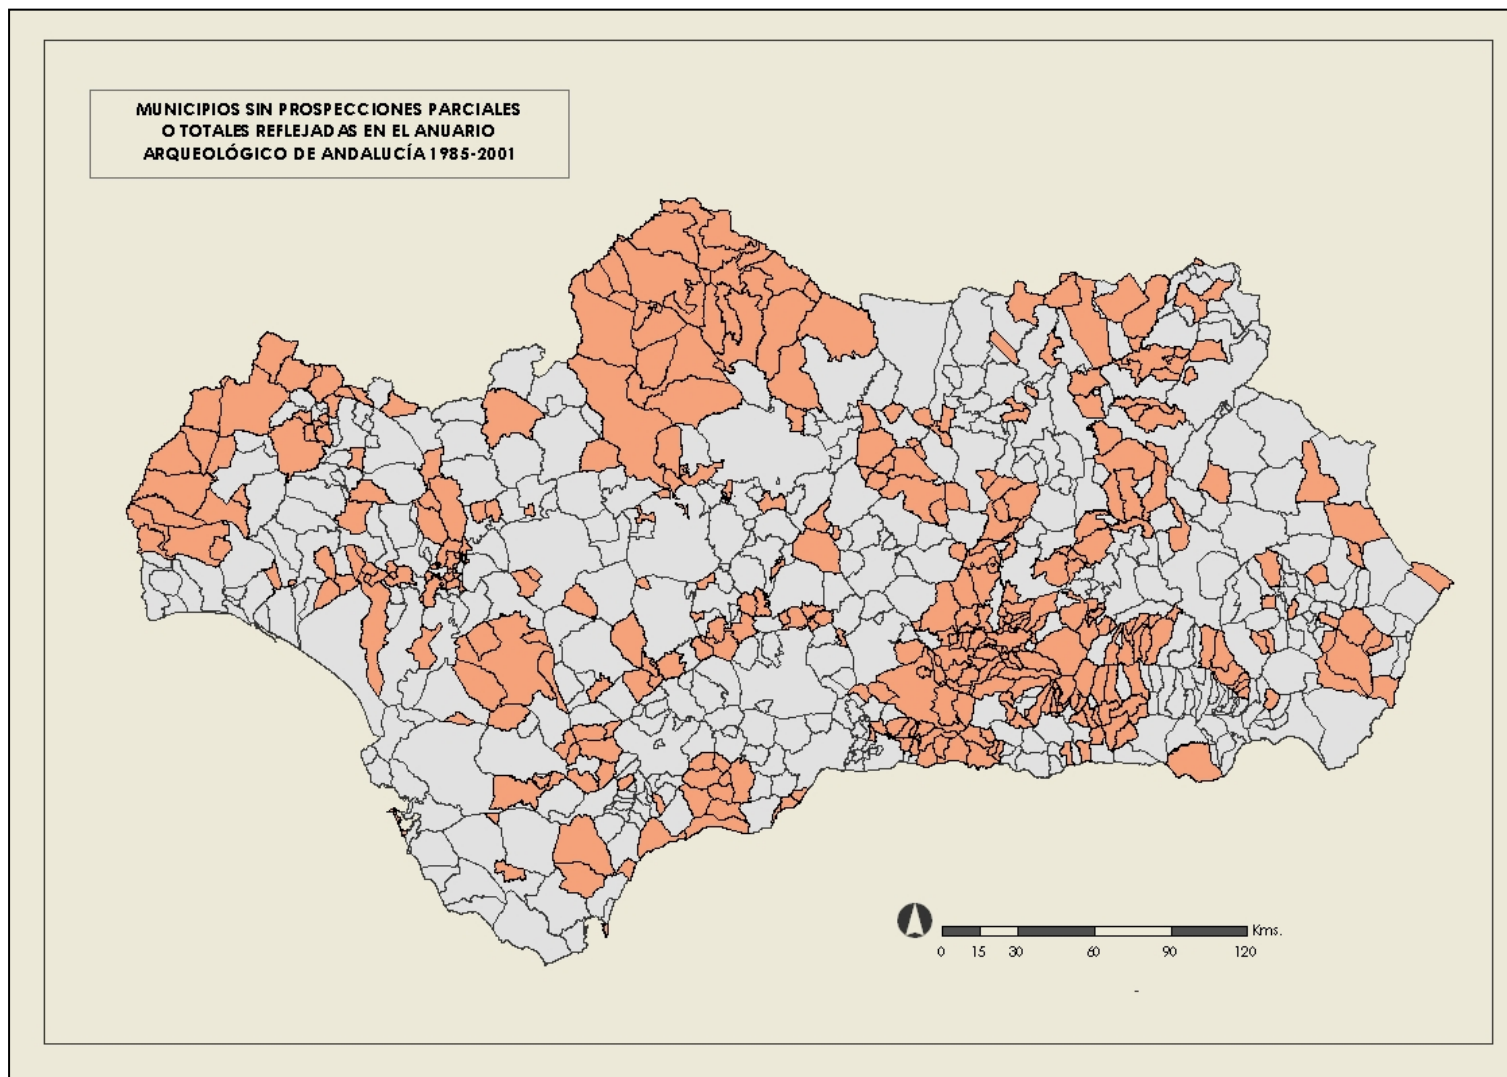 MUNICIPIOS SIN PROSPECCIONES PARCIALES
O TOTALES REFLEJADAS EN EL ANUARIO
ARQUEOLÓGICO DE ANDALUCÍA 1985-2001
Kms.
0 15 30 60 90 120